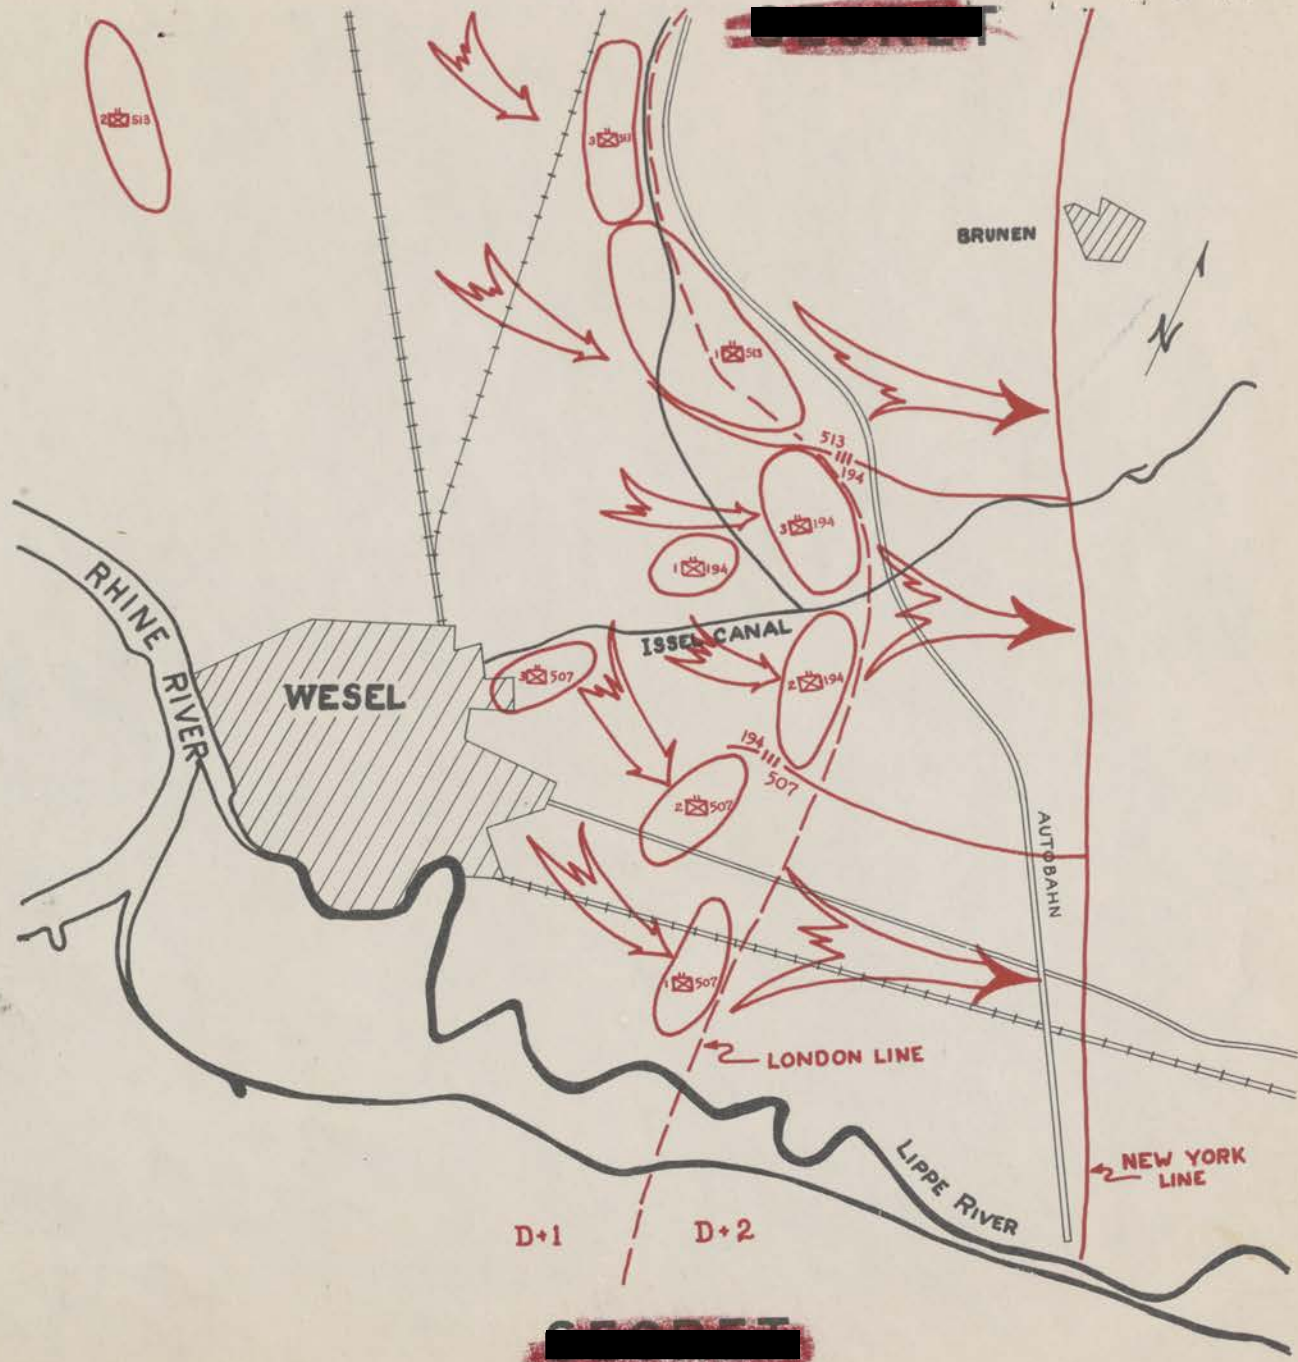 2 513
3 513
BRUNEN
N
1 513
513
194
3 194
1 194
RHINE RIVER
ISSEL CANAL
WESEL
3 507
2 194
194
507
2 507
AUTOBAHN
1 507
LONDON LINE
LIPPE RIVER
NEW YORK
LINE
D+1
D+2